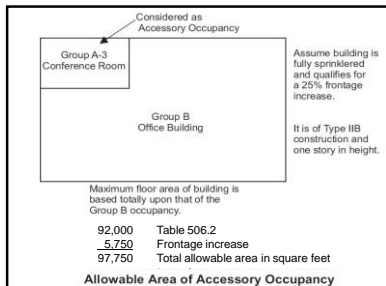 Considered as
Accessory Occupancy
Group A-3
Conference Room
Assume building is
fully sprinklered
and qualifies for
a 25% frontage
increase.
Group B
Office Building
It is of Type IIB
construction and
one story in height.
Maximum floor area of building is
based totally upon that of the
Group B occupancy.
92,000 Table 506.2
5,750 Frontage increase
97,750 Total allowable area in square feet
Allowable Area of Accessory Occupancy